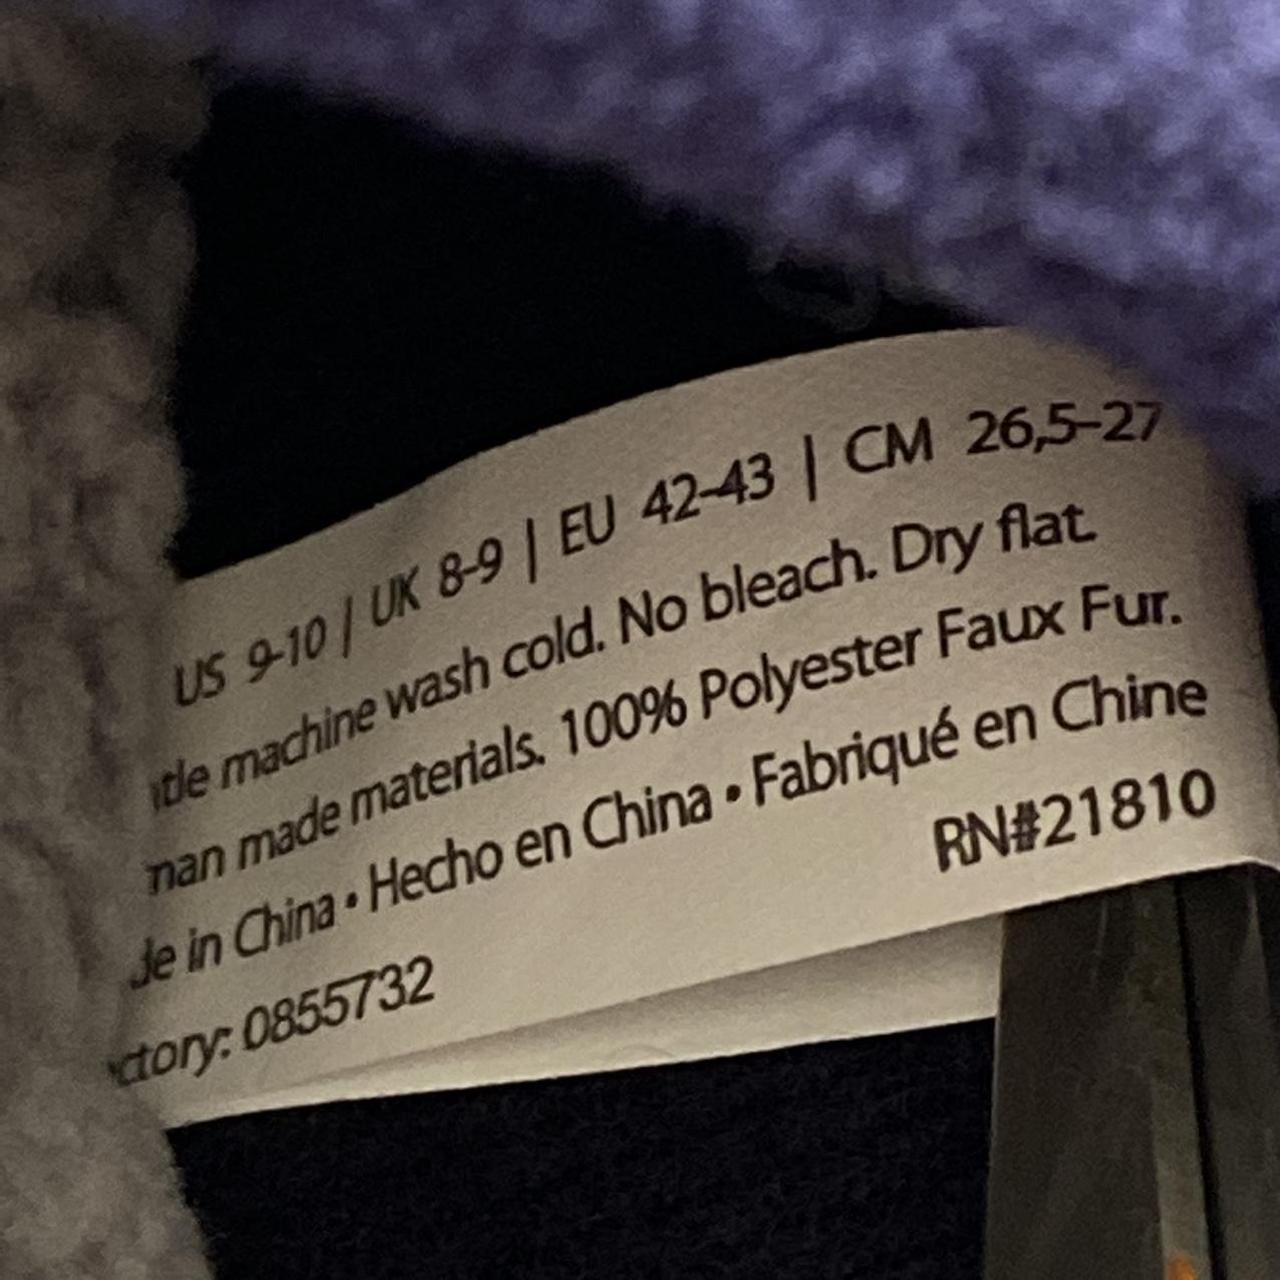 US 9-10 | UK 8-9 | EU 42-43 | CM 26,5-27
machine wash cold. No bleach. Dry flat.
made materials. 100% Polyester Faux Fur.
in China • Hecho en China • Fabriqué en Chine
RN#21810
0855732